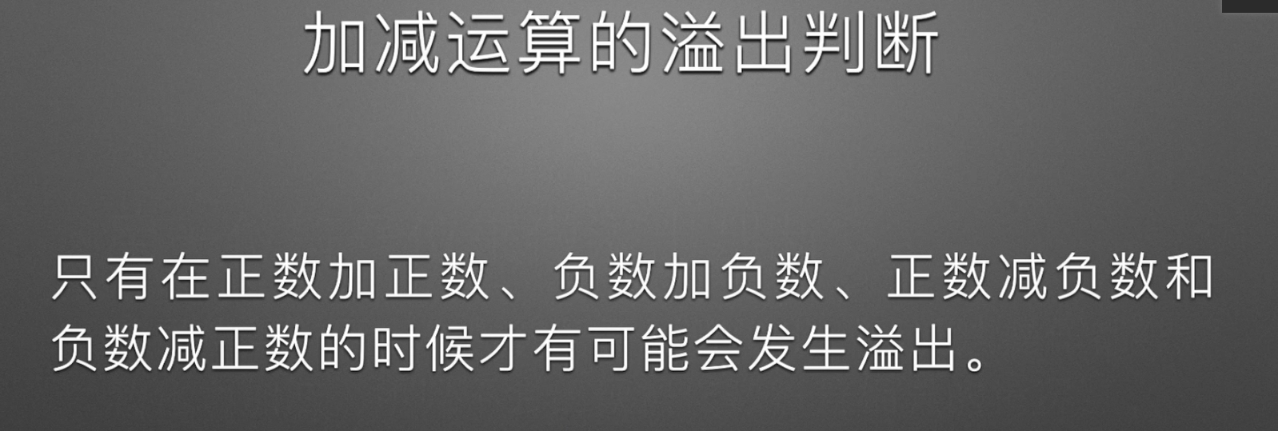 加减运算的溢出判断
只有在正数加正数、负数加负数、正数减负数和
负数减正数的时候才有可能会发生溢出。